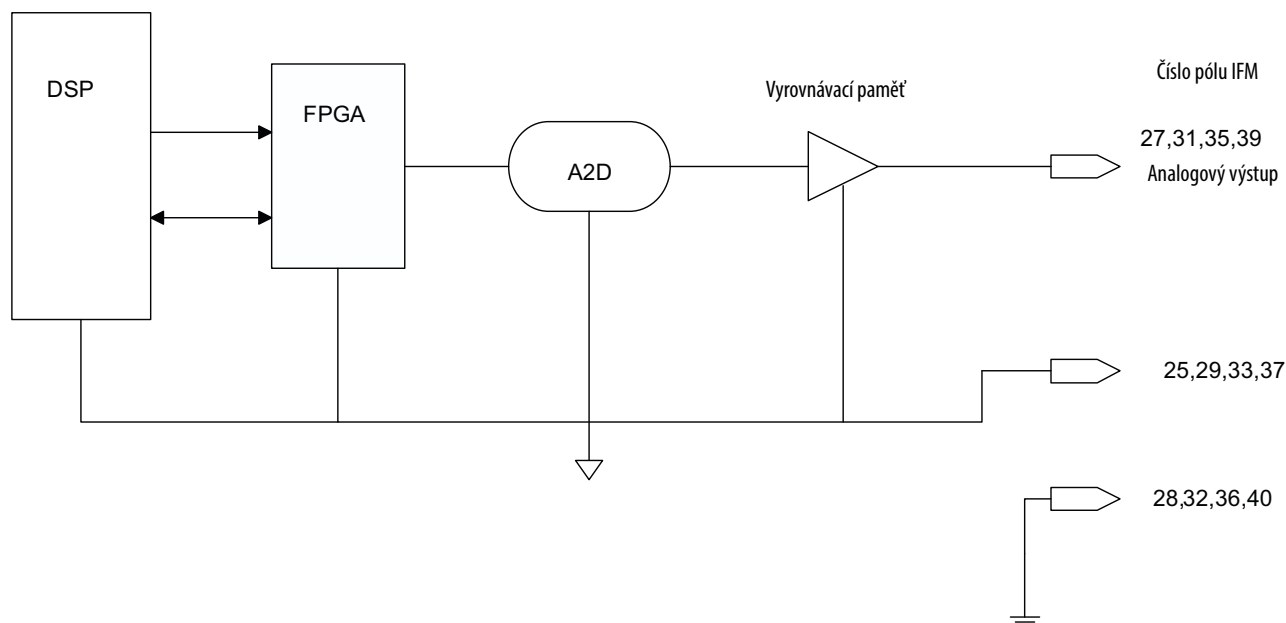 DSP
FPGA
A2D
Vyrovnávací paměť
Číslo pólu IFM
27,31,35,39
Analogový výstup
25,29,33,37
28,32,36,40